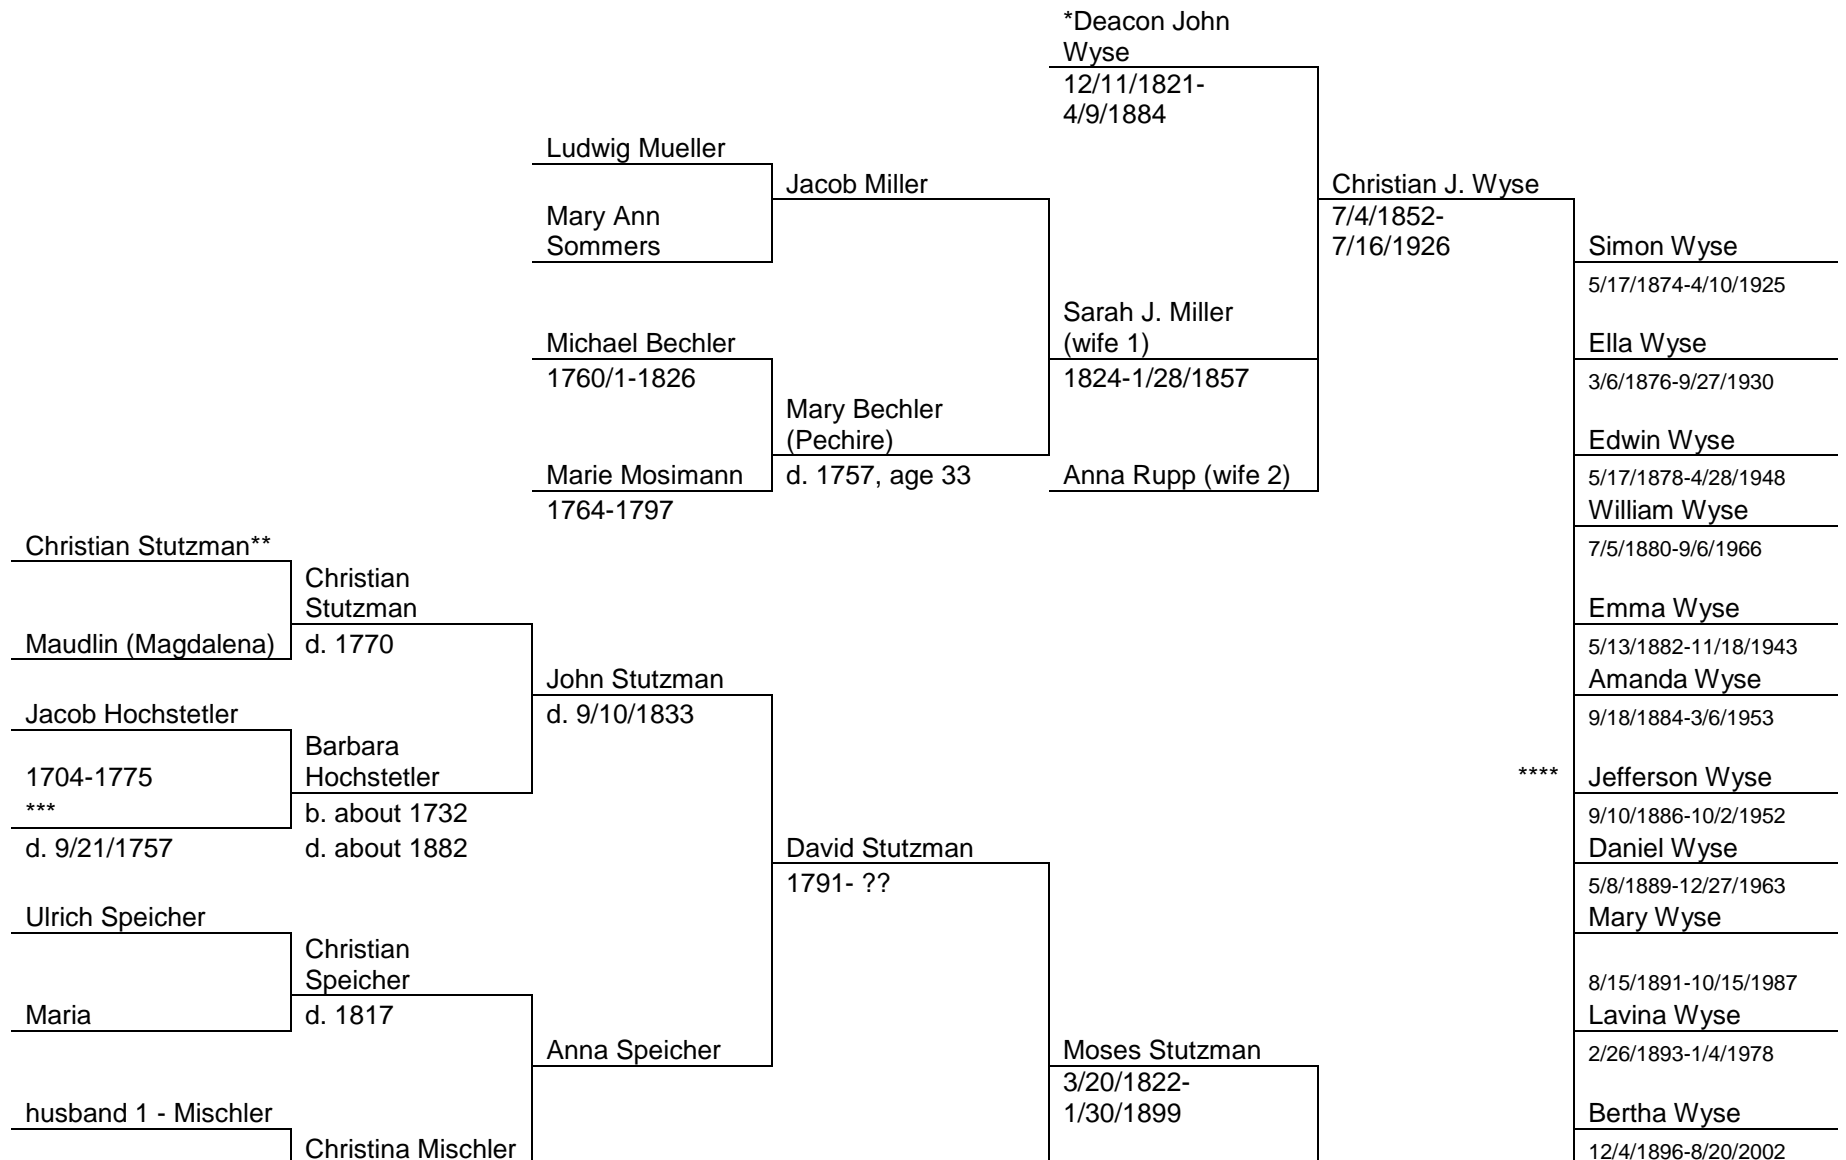 *Deacon John
Wyse
12/11/1821-
4/9/1884
Ludwig Mueller
Jacob Miller
Christian J. Wyse
Mary Ann
Sommers
7/4/1852-
7/16/1926
Simon Wyse
5/17/1874-4/10/1925
Sarah J. Miller
(wife 1)
Michael Bechler
Ella Wyse
1760/1-1826
1824-1/28/1857
3/6/1876-9/27/1930
Mary Bechler
(Pechire)
Edwin Wyse
Marie Mosimann
d. 1757, age 33
Anna Rupp (wife 2)
5/17/1878-4/28/1948
1764-1797
William Wyse
Christian Stutzman**
7/5/1880-9/6/1966
Christian
Stutzman
Emma Wyse
Maudlin (Magdalena)
d. 1770
5/13/1882-11/18/1943
John Stutzman
Amanda Wyse
Jacob Hochstetler
d. 9/10/1833
9/18/1884-3/6/1953
Barbara
Hochstetler
1704-1775
****
Jefferson Wyse
***
b. about 1732
9/10/1886-10/2/1952
d. 9/21/1757
d. about 1882
David Stutzman
Daniel Wyse
1791- ??
5/8/1889-12/27/1963
Ulrich Speicher
Mary Wyse
Christian
Speicher
8/15/1891-10/15/1987
Maria
d. 1817
Lavina Wyse
Anna Speicher
Moses Stutzman
2/26/1893-1/4/1978
3/20/1822-
1/30/1899
husband 1 - Mischler
Bertha Wyse
Christina Mischler
12/4/1896-8/20/2002